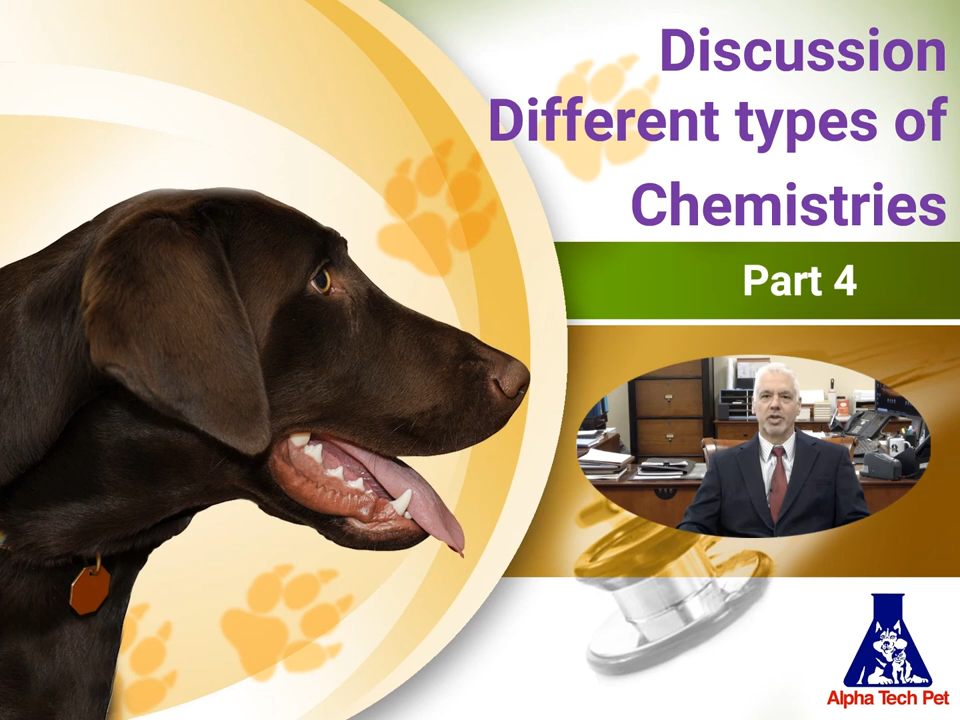 Discussion
Different types of
Chemistries
Part 4
Alpha Tech Pet